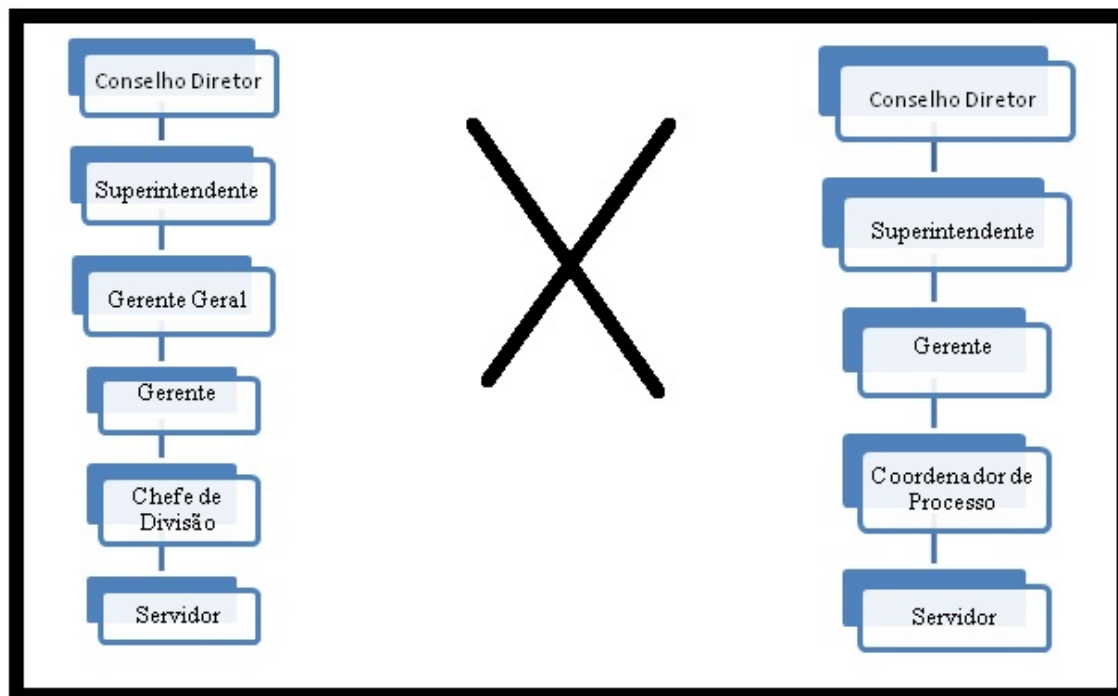 Conselho Diretor
Superintendente
Gerente Geral
Gerente
Chefe de
Divisão
Servidor
Conselho Diretor
Superintendente
Gerente
Coordenador de
Processo
Servidor